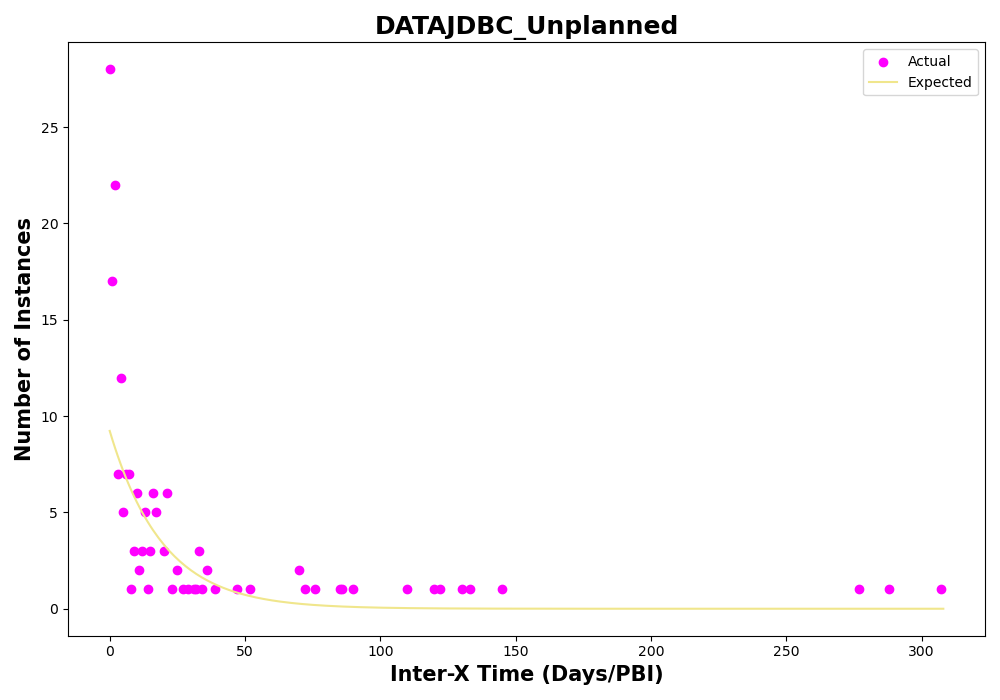 DATAJDBC_Unplanned
Actual
Expected
Number of Instances
25
20
15
10
5
0
0 50 100 150 200 250 300
Inter-X Time (Days/PBI)